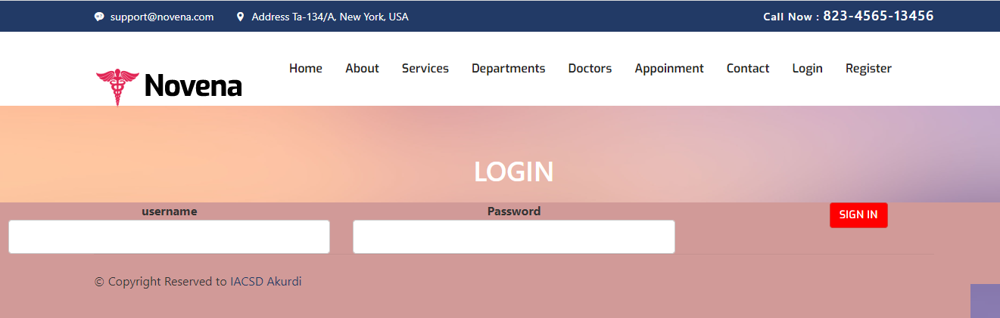 support@novena.com Address Ta-134/A, New York, USA Call Now : 823-4565-13456
Novena Home About Services Departments Doctors Appoinment Contact Login Register
LOGIN
username Password SIGN IN
© Copyright Reserved to IACSD Akurdi